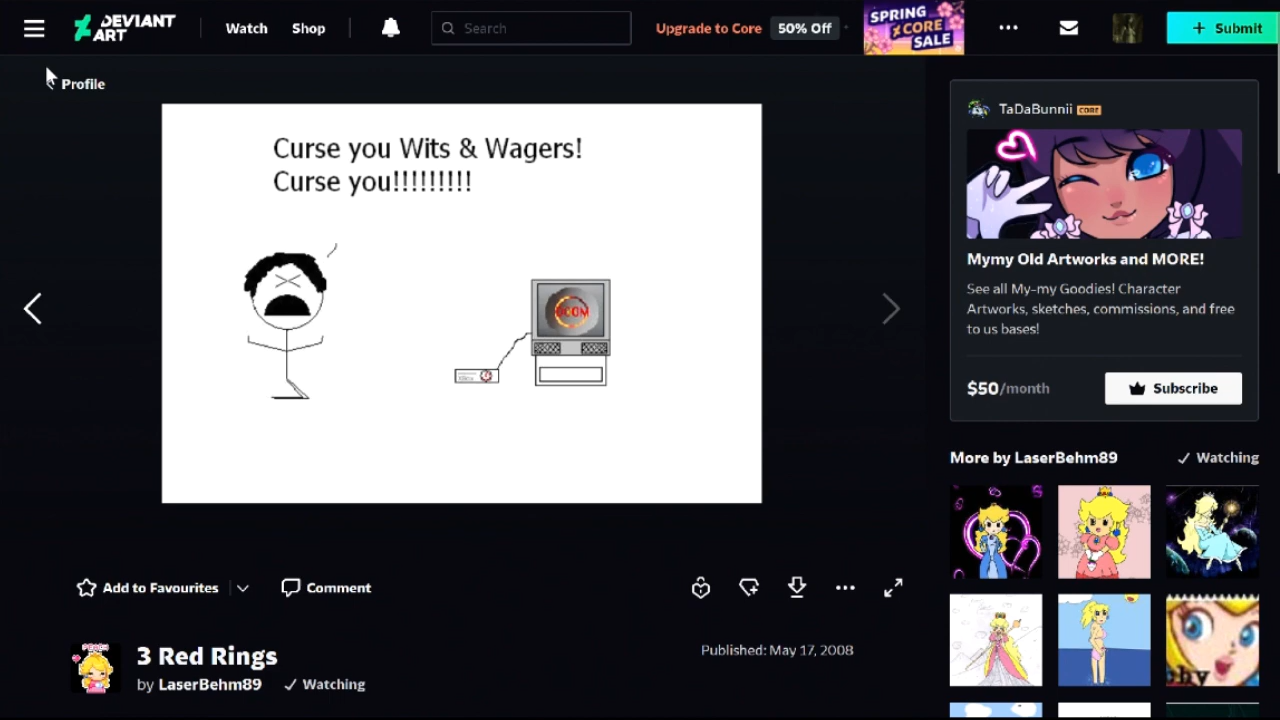 DEVIANT
ART
Watch
Shop
Search
Upgrade to Core
50% Off
SPRING
CORE
SALE
Submit
Profile
Curse you Wits & Wagers!
Curse you!!!!!!!!!
DOOM
TaDaBunnii CORE
Mymy Old Artworks and MORE!
See all My-my Goodies! Character
Artworks, sketches, commissions, and free
to us bases!
$50/month
Subscribe
More by LaserBehm89
Watching
Add to Favourites
Comment
PEACH
3 Red Rings
by LaserBehm89
Watching
Published: May 17, 2008